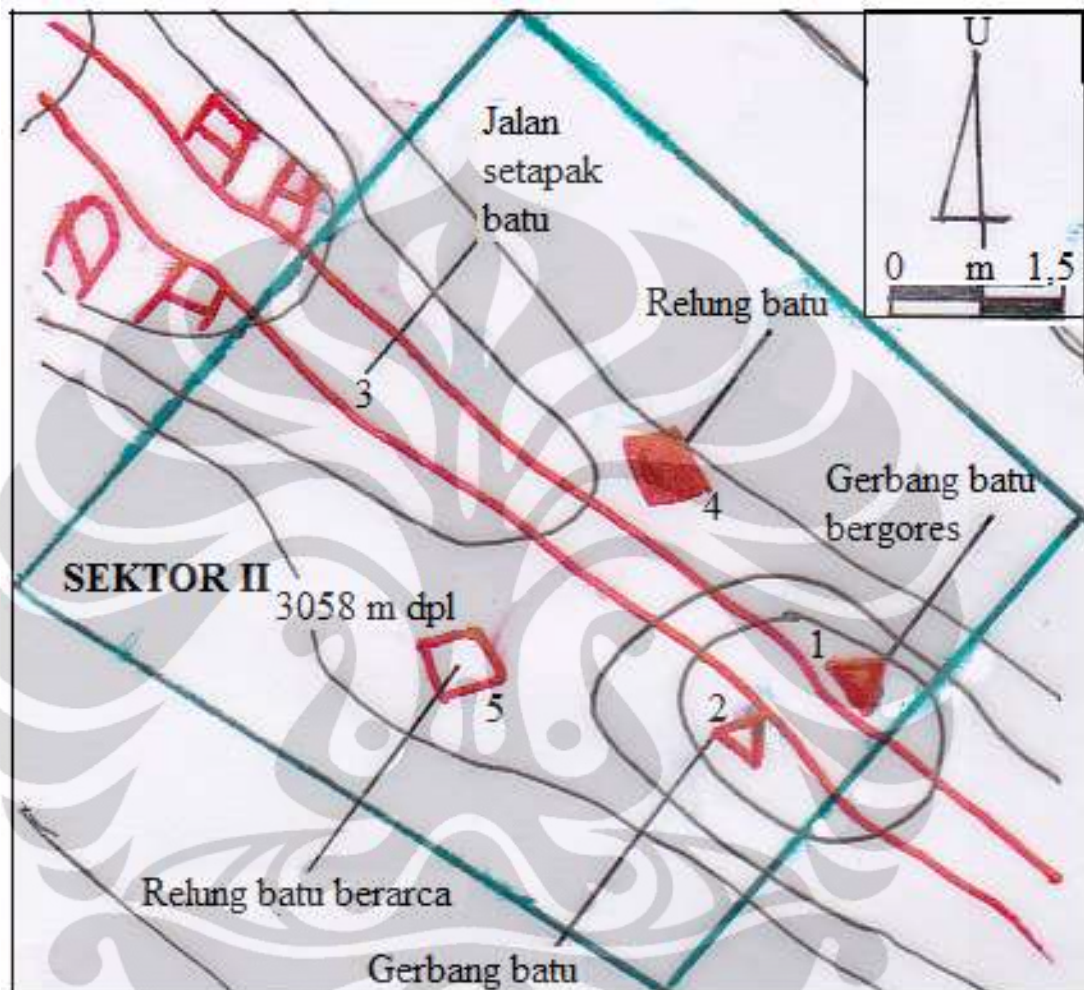 U
0 m 1,5
Jalan
setapak
batu
Relung batu
3
4
Gerbang batu
bergores
SEKTOR II
3058 m dpl
1
2
5
Relung batu berarca
Gerbang batu